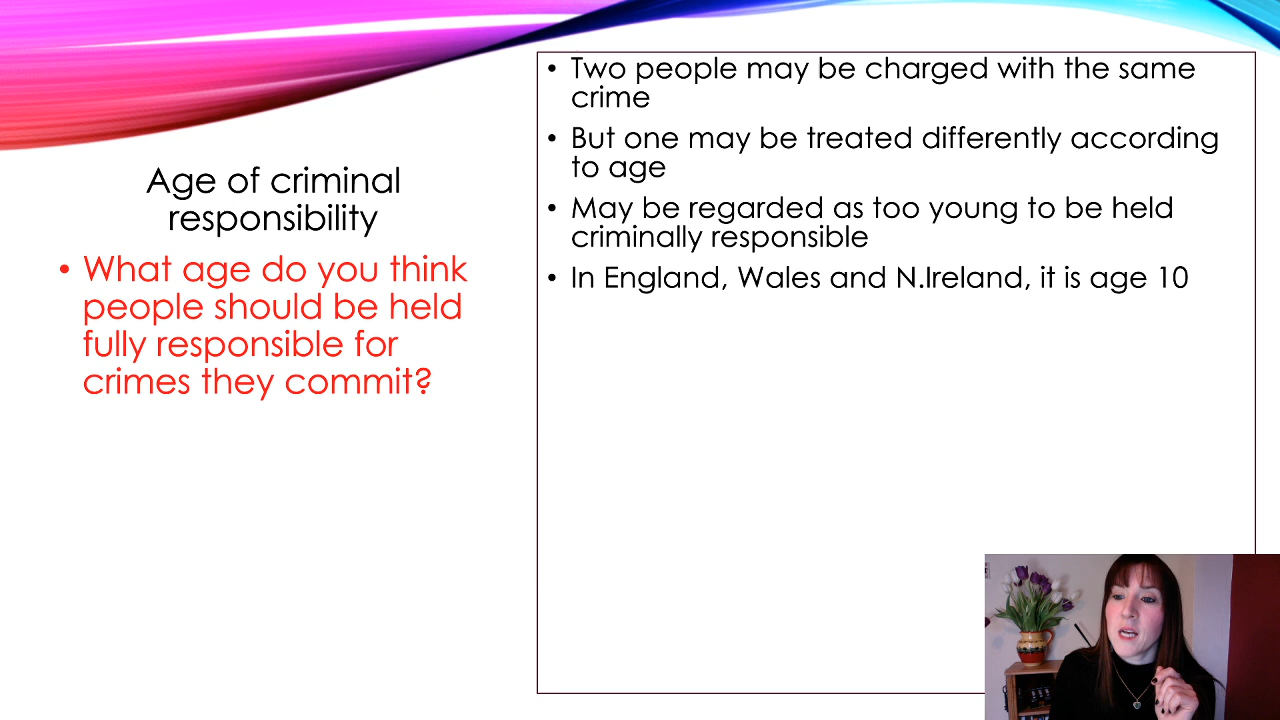 Age of criminal
responsibility
• What age do you think
people should be held
fully responsible for
crimes they commit?
• Two people may be charged with the same
crime
• But one may be treated differently according
to age
• May be regarded as too young to be held
criminally responsible
• In England, Wales and N.Ireland, it is age 10